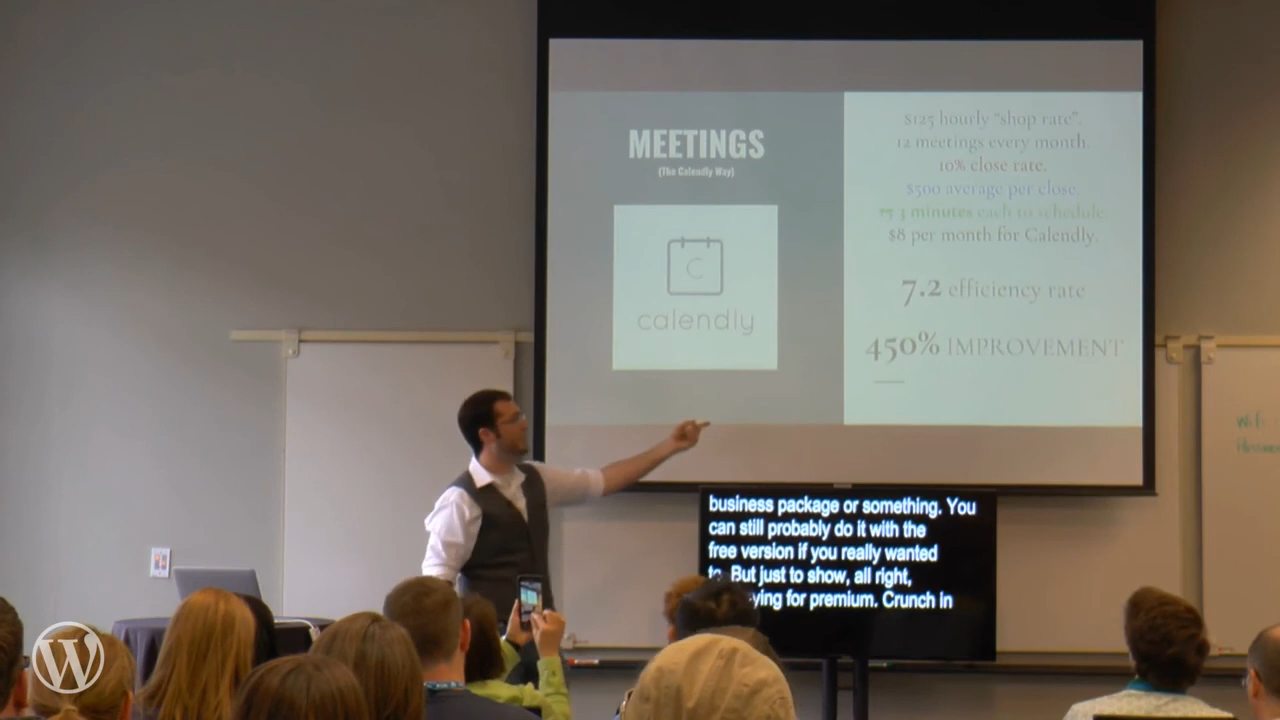 MEETINGS
(The Calendly Way)
C
calendly
$125 hourly "shop rate".
12 meetings every month.
10% close rate.
$500 average per close.
3 minutes each to schedule.
$8 per month for Calendly.
7.2 efficiency rate
450% IMPROVEMENT
business package or something. You
can still probably do it with the
free version if you really wanted
But just to show, all right,
ying for premium. Crunch in
Wifi
W